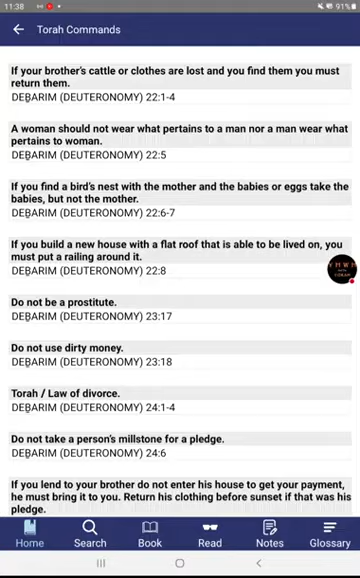 11:38
91%
Torah Commands
If your brother's cattle or clothes are lost and you find them you must
return them.
DEḆARIM (DEUTERONOMY) 22:1-4
A woman should not wear what pertains to a man nor a man wear what
pertains to woman.
DEḆARIM (DEUTERONOMY) 22:5
If you find a bird's nest with the mother and the babies or eggs take the
babies, but not the mother.
DEḆARIM (DEUTERONOMY) 22:6-7
If you build a new house with a flat roof that is able to be lived on, you
must put a railing around it.
DEḆARIM (DEUTERONOMY) 22:8
Do not be a prostitute.
DEḆARIM (DEUTERONOMY) 23:17
Do not use dirty money.
DEḆARIM (DEUTERONOMY) 23:18
Torah / Law of divorce.
DEḆARIM (DEUTERONOMY) 24:1-4
Do not take a person's millstone for a pledge.
DEḆARIM (DEUTERONOMY) 24:6
If you lend to your brother do not enter his house to get your payment,
he must bring it to you. Return his clothing before sunset if that was his
pledge.
Home Search Book Read Notes Glossary